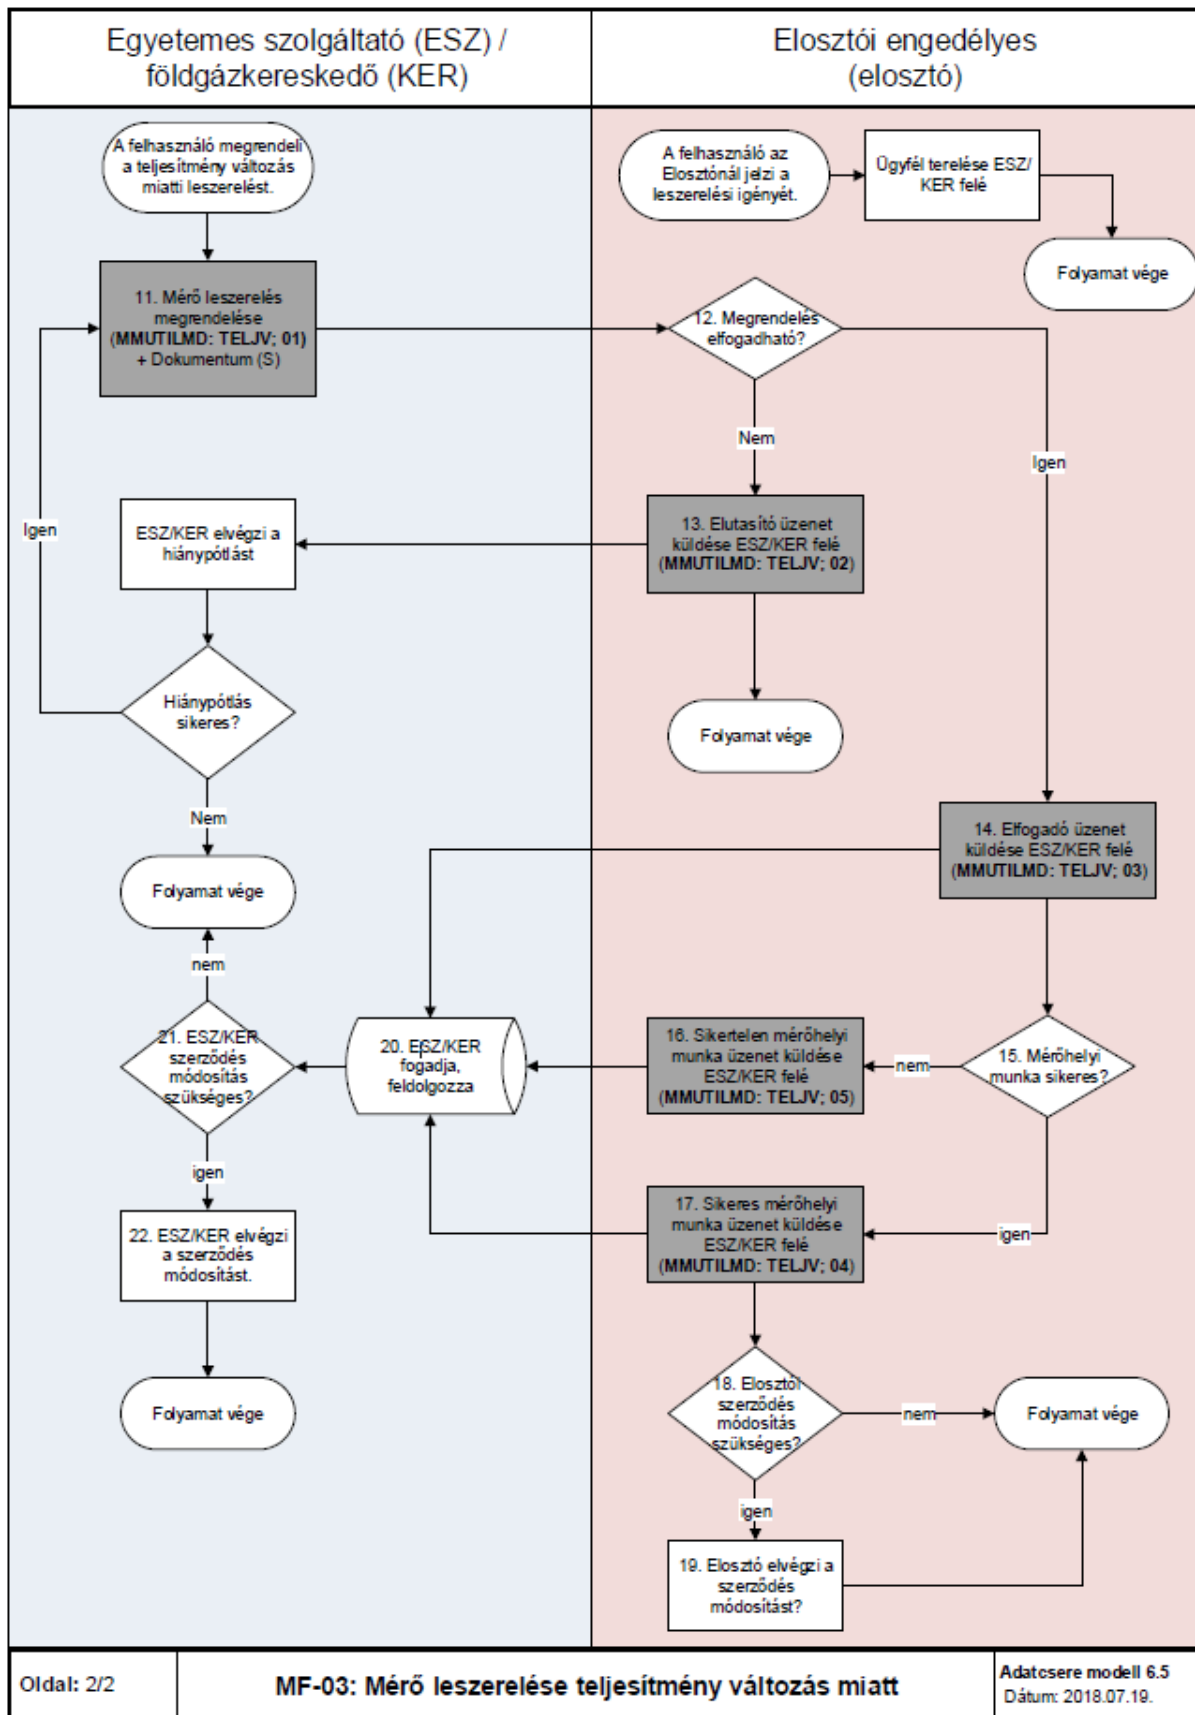 Egyetemes szolgáltató (ESZ) /
földgázkereskedő (KER)
Elosztói engedélyes
(elosztó)
A felhasználó megrendeli
a teljesítmény változás
miatti leszerelést.
A felhasználó az
Elosztónál jelzi a
leszerelési igényét.
Ügyfél terelése ESZ/
KER felé
Folyamat vége
11. Mérő leszerelés
megrendelése
(MMUTILMD: TELJV; 01)
+ Dokumentum (S)
12. Megrendelés
elfogadható?
Nem
Igen
Igen
ESZ/KER elvégzi a
hiánypótlást
13. Elutasító üzenet
küldése ESZ/KER felé
(MMUTILMD: TELJV; 02)
Hiánypótlás
sikeres?
Folyamat vége
Nem
14. Elfogadó üzenet
küldése ESZ/KER felé
(MMUTILMD: TELJV; 03)
Folyamat vége
nem
21. ESZ/KER
szerződés
módosítás
szükséges?
20. ESZ/KER
fogadja,
feldolgozza
16. Sikertelen mérőhelyi
munka üzenet küldése
ESZ/KER felé
(MMUTILMD: TELJV; 05)
nem
15. Mérőhelyi
munka sikeres?
igen
22. ESZ/KER elvégzi
a szerződés
módosítást.
17. Sikeres mérőhelyi
munka üzenet küldése
ESZ/KER felé
(MMUTILMD: TELJV; 04)
igen
Folyamat vége
18. Elosztói
szerződés
módosítás
szükséges?
nem
Folyamat vége
igen
19. Elosztó elvégzi a
szerződés
módosítást?
Oldal: 2/2
MF-03: Mérő leszerelése teljesítmény változás miatt
Adatcsere modell 6.5
Dátum: 2018.07.19.